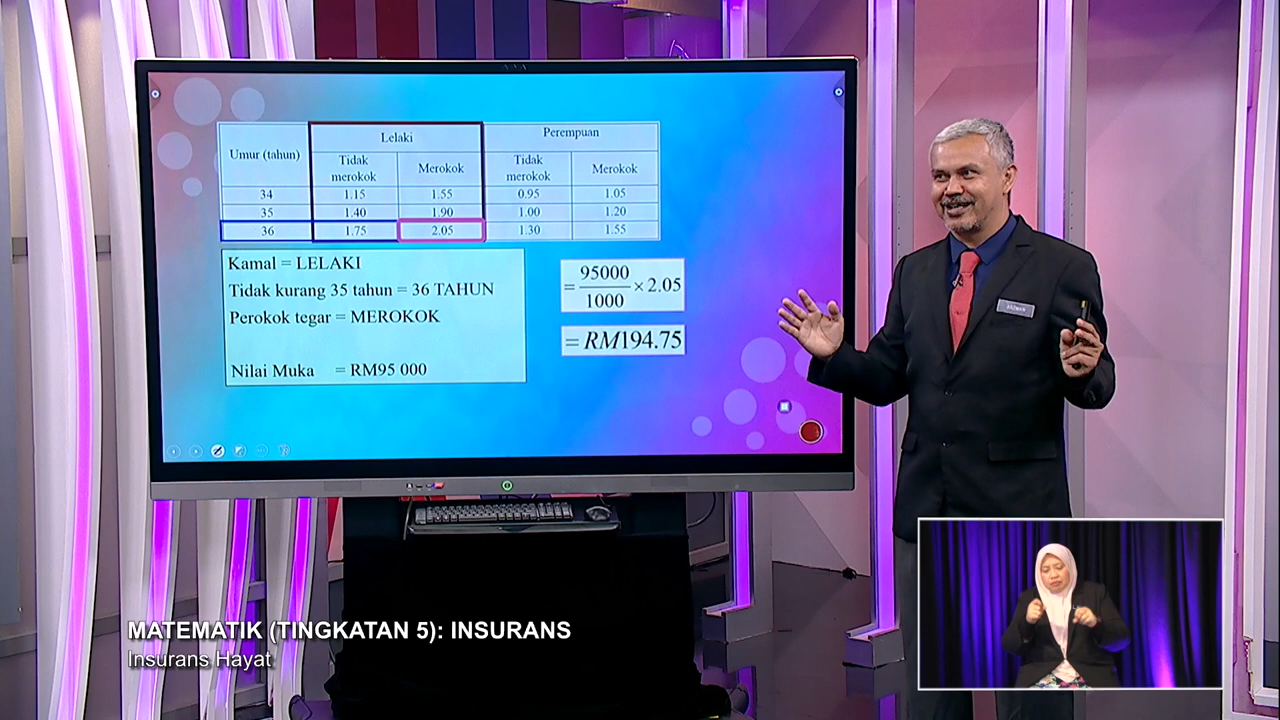 Umur (tahun) Lelaki Perempuan
Tidak merokok Merokok Tidak merokok Merokok
34 1.15 1.55 0.95 1.05
35 1.40 1.90 1.00 1.20
36 1.75 2.05 1.30 1.55
Kamal = LELAKI
Tidak kurang 35 tahun = 36 TAHUN
Perokok tegar = MEROKOK
Nilai Muka = RM95 000
= 95000/1000 × 2.05
= RM194.75
MATEMATIK (TINGKATAN 5): INSURANS
Insurans Hayat